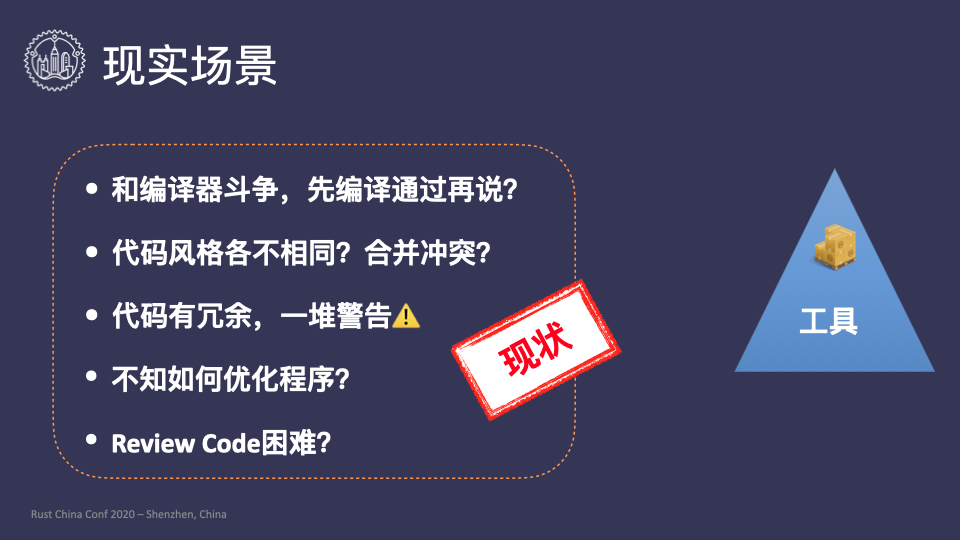 现实场景
和编译器斗争，先编译通过再说？
代码风格各不相同？合并冲突？
代码有冗余，一堆警告⚠️
不知如何优化程序？
Review Code困难？
现状
工具
Rust China Conf 2020 – Shenzhen, China